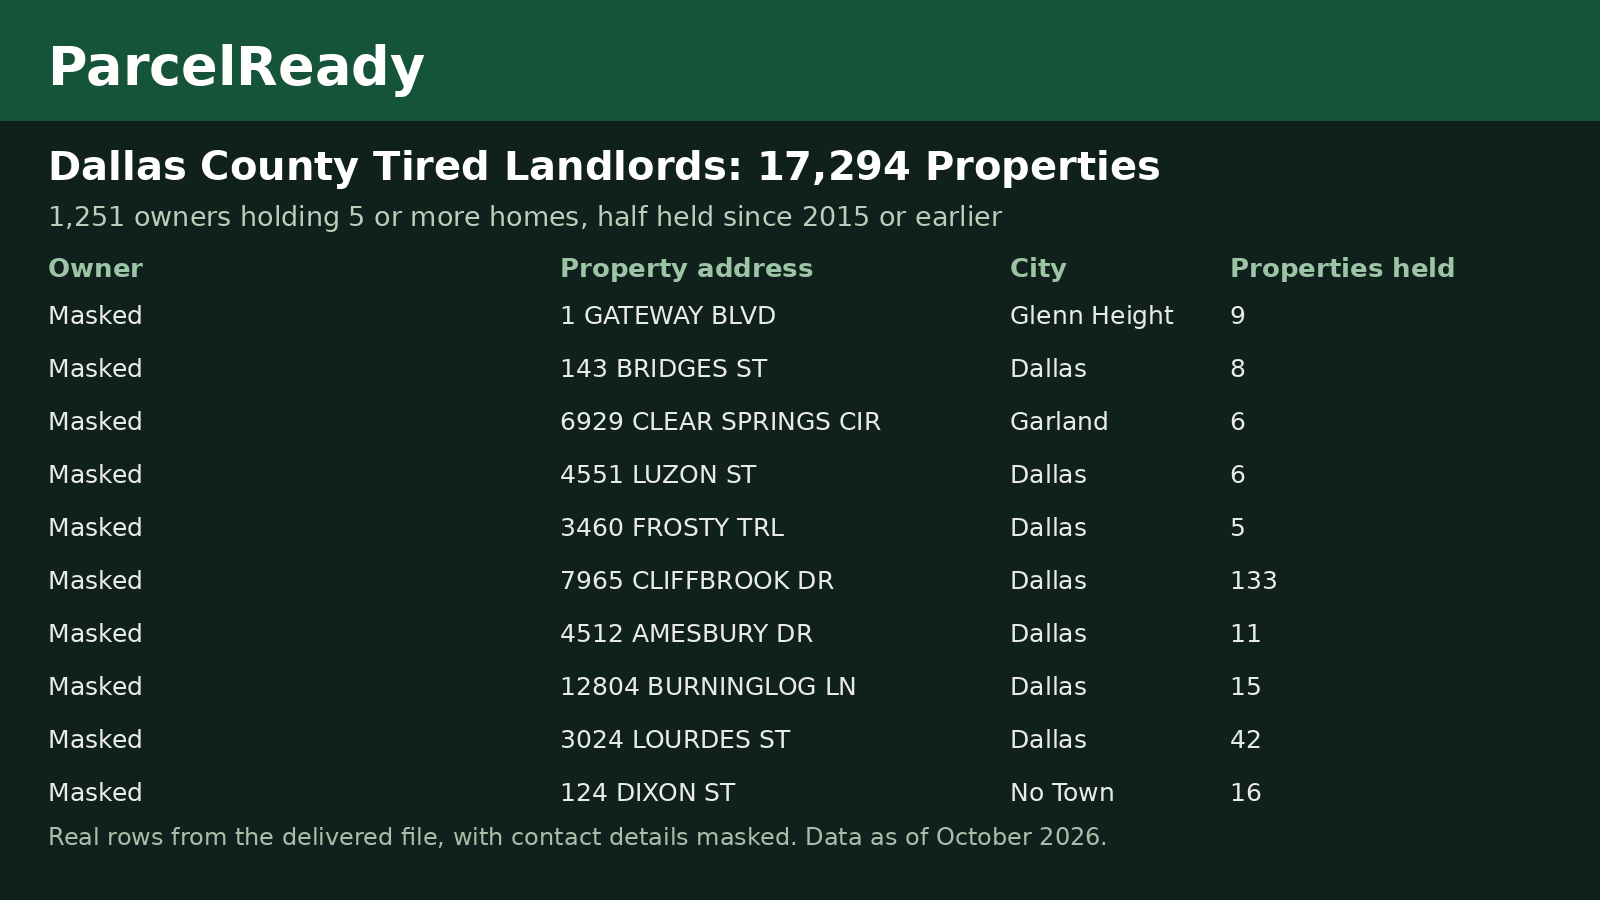 ParcelReady
Dallas County Tired Landlords: 17,294 Properties
1,251 owners holding 5 or more homes, half held since 2015 or earlier
Owner Property address City Properties held
Masked 1 GATEWAY BLVD Glenn Height 9
Masked 143 BRIDGES ST Dallas 8
Masked 6929 CLEAR SPRINGS CIR Garland 6
Masked 4551 LUZON ST Dallas 6
Masked 3460 FROSTY TRL Dallas 5
Masked 7965 CLIFFBROOK DR Dallas 133
Masked 4512 AMESBURY DR Dallas 11
Masked 12804 BURNINGLOG LN Dallas 15
Masked 3024 LOURDES ST Dallas 42
Masked 124 DIXON ST No Town 16
Real rows from the delivered file, with contact details masked. Data as of October 2026.